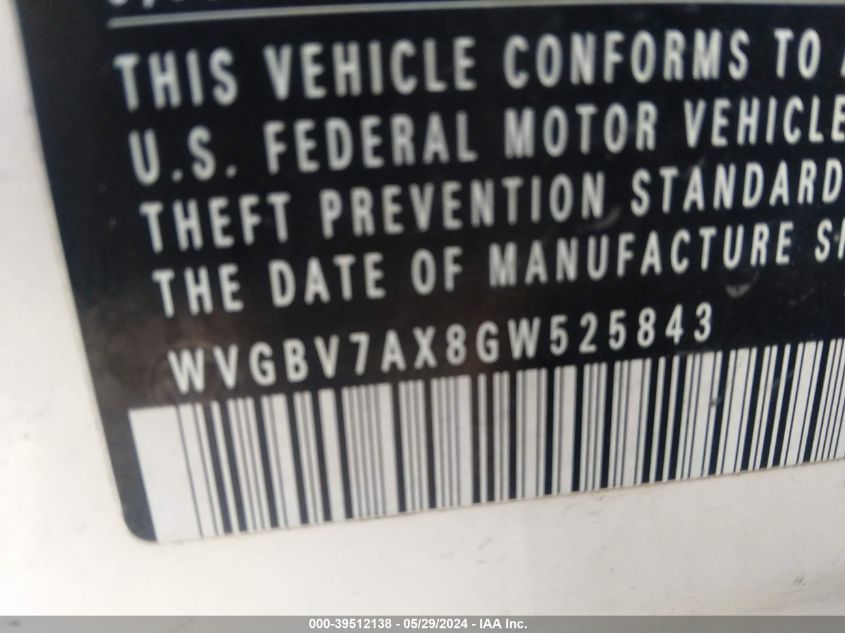 THIS VEHICLE CONFORMS TO
U.S. FEDERAL MOTOR VEHICLE
THEFT PREVENTION STANDARD
THE DATE OF MANUFACTURE
WVGBV7AX8GW525843
000-39512138 - 05/29/2024 - IAA Inc.